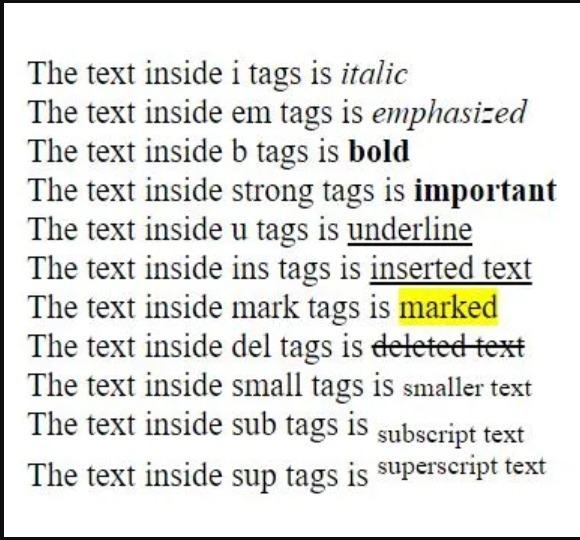 The text inside i tags is italic
The text inside em tags is emphasized
The text inside b tags is bold
The text inside strong tags is important
The text inside u tags is underline
The text inside ins tags is inserted text
The text inside mark tags is marked
The text inside del tags is deleted text
The text inside small tags is smaller text
The text inside sub tags is subscript text
The text inside sup tags is superscript text